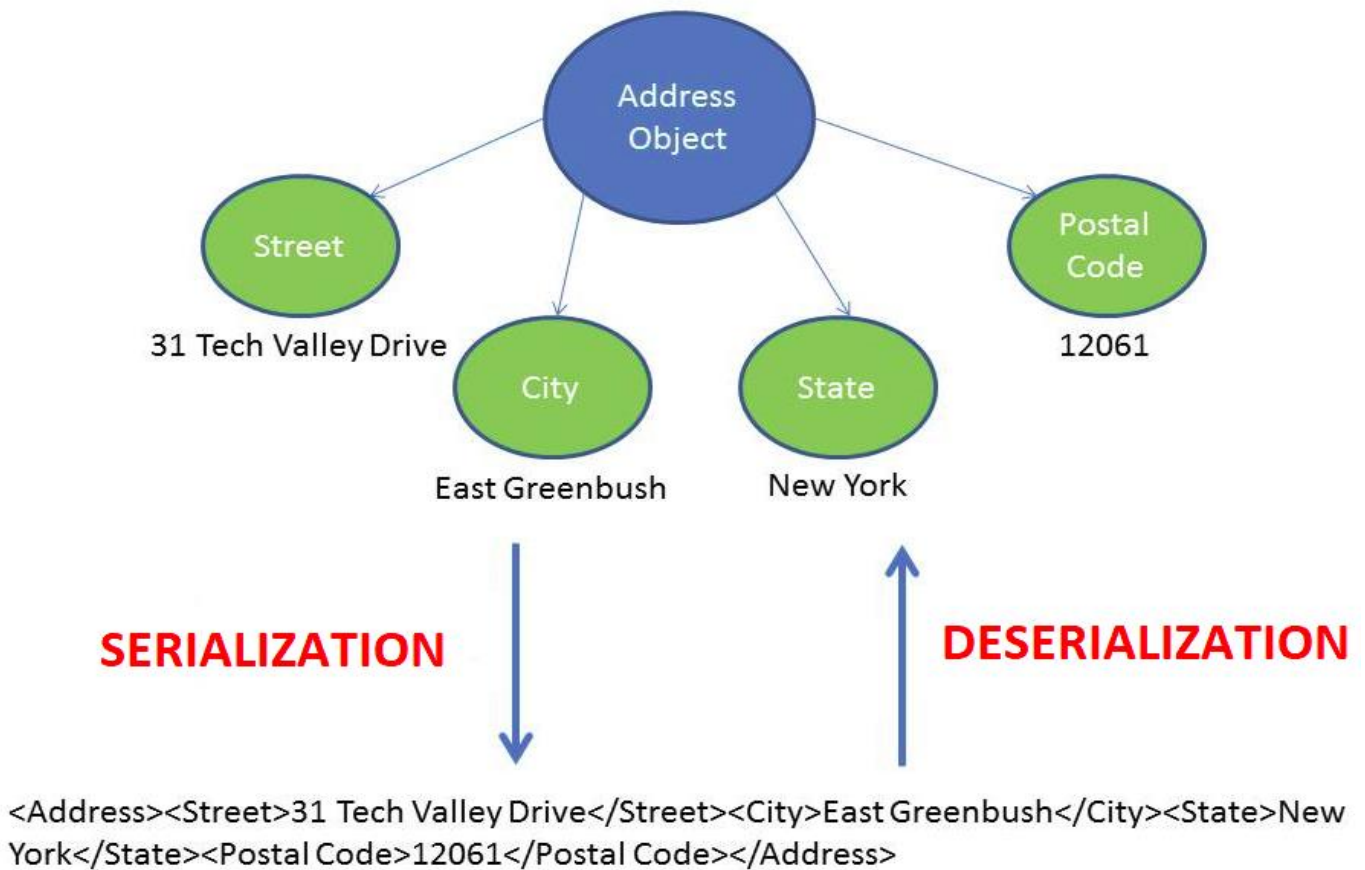 Address
Object
Street
Postal
Code
31 Tech Valley Drive
12061
City
State
East Greenbush
New York
SERIALIZATION
DESERIALIZATION
<Address><Street>31 Tech Valley Drive</Street><City>East Greenbush</City><State>New
York</State><Postal Code>12061</Postal Code></Address>